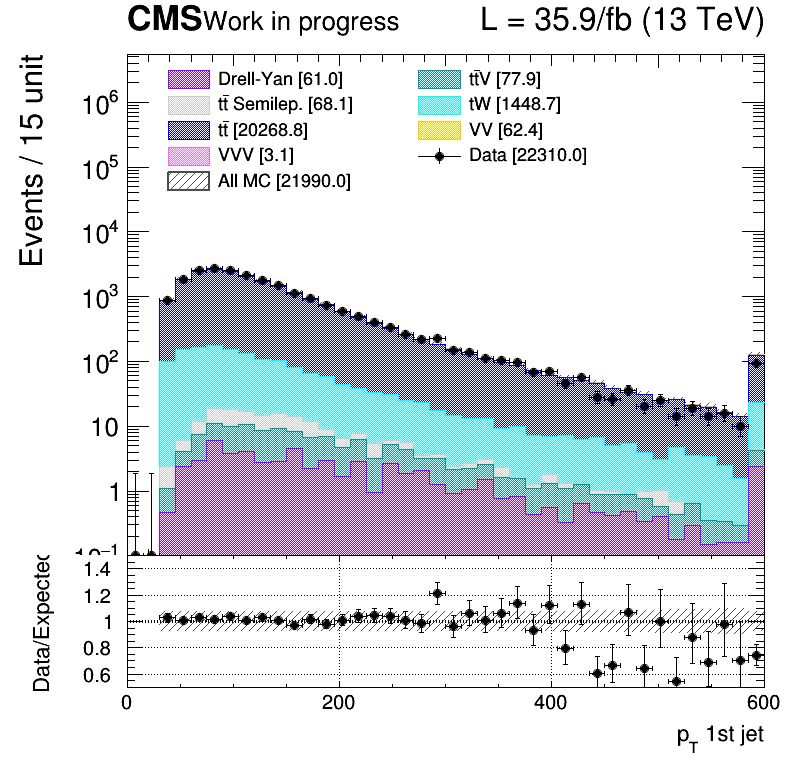 CMS Work in progress L = 35.9/fb (13 TeV)
Events / 15 unit
Drell-Yan [61.0]
tt̄ Semilep. [68.1]
tt̄ [20268.8]
VVV [3.1]
All MC [21990.0]
tt̄V [77.9]
tW [1448.7]
VV [62.4]
Data [22310.0]
10⁶
10⁵
10⁴
10³
10²
10
1
10⁻¹
Data/Expected
1.4
1.2
1
0.8
0.6
0 200 400 600
p_T 1st jet